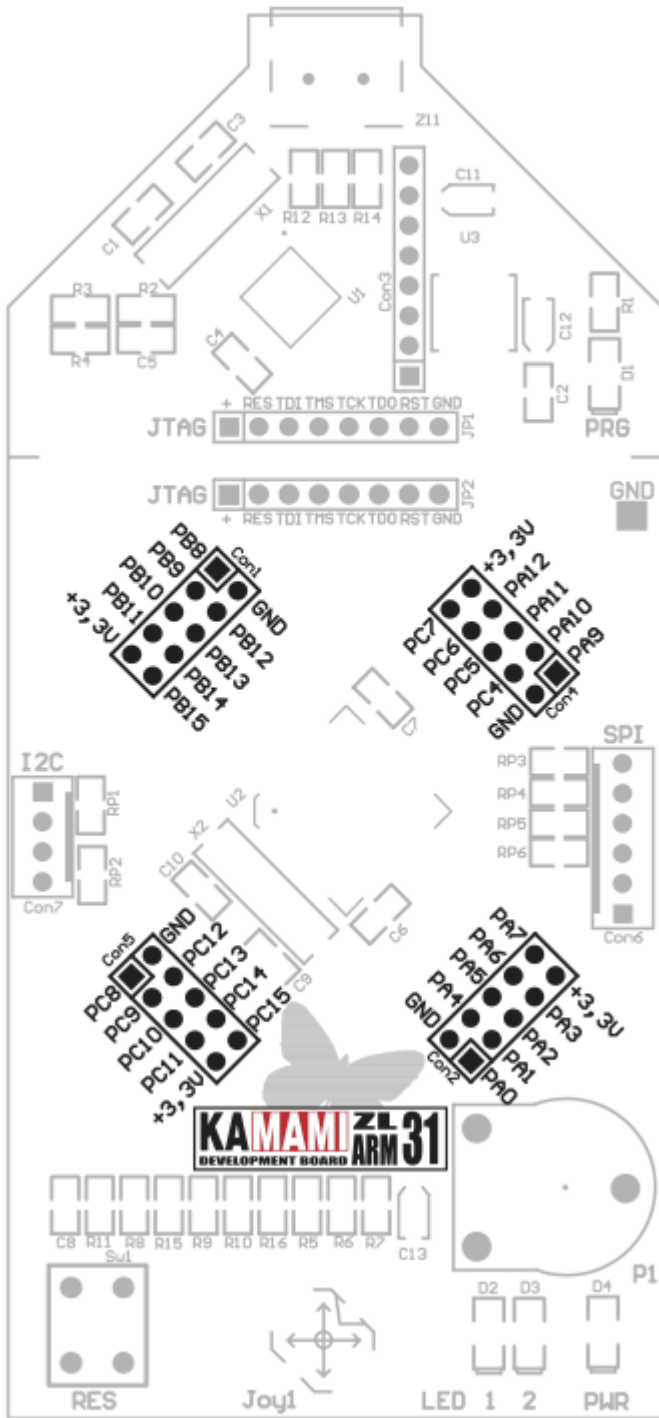 Z11
C3
C1
X1
R12 R13 R14
C11
U3
R3 R2
R4 C5
U1
C4
Con3
C12
C2
R1
D1
+ RES TDI TMS TCK TDO RST GND
JTAG
JP1
PRG
JTAG
JP2
+ RES TDI TMS TCK TDO RST GND
GND
Con1
PB8
PB9
PB10
PB11
+3,3V
GND
PB12
PB13
PB14
PB15
+3,3V
PA12
PA11
PA10
PA9
PC7
PC6
PC5
PC4
GND
Con4
C7
I2C
RP1
RP2
Con7
SPI
RP3
RP4
RP5
RP6
Con6
U2
X2
C10
C9
C6
Con5
GND
PC12
PC13
PC14
PC15
PC8
PC9
PC10
PC11
+3,3V
PA7
PA6
PA5
PA4
GND
+3,3V
PA3
PA2
PA1
PA0
Con2
KAMAMI ZL
DEVELOPMENT BOARD ARM 31
C8 R11 R8 R15 R9 R10 R16 R5 R6 R7 C13
Sw1
P1
D2 D3 D4
RES Joy1 LED 1 2 PWR